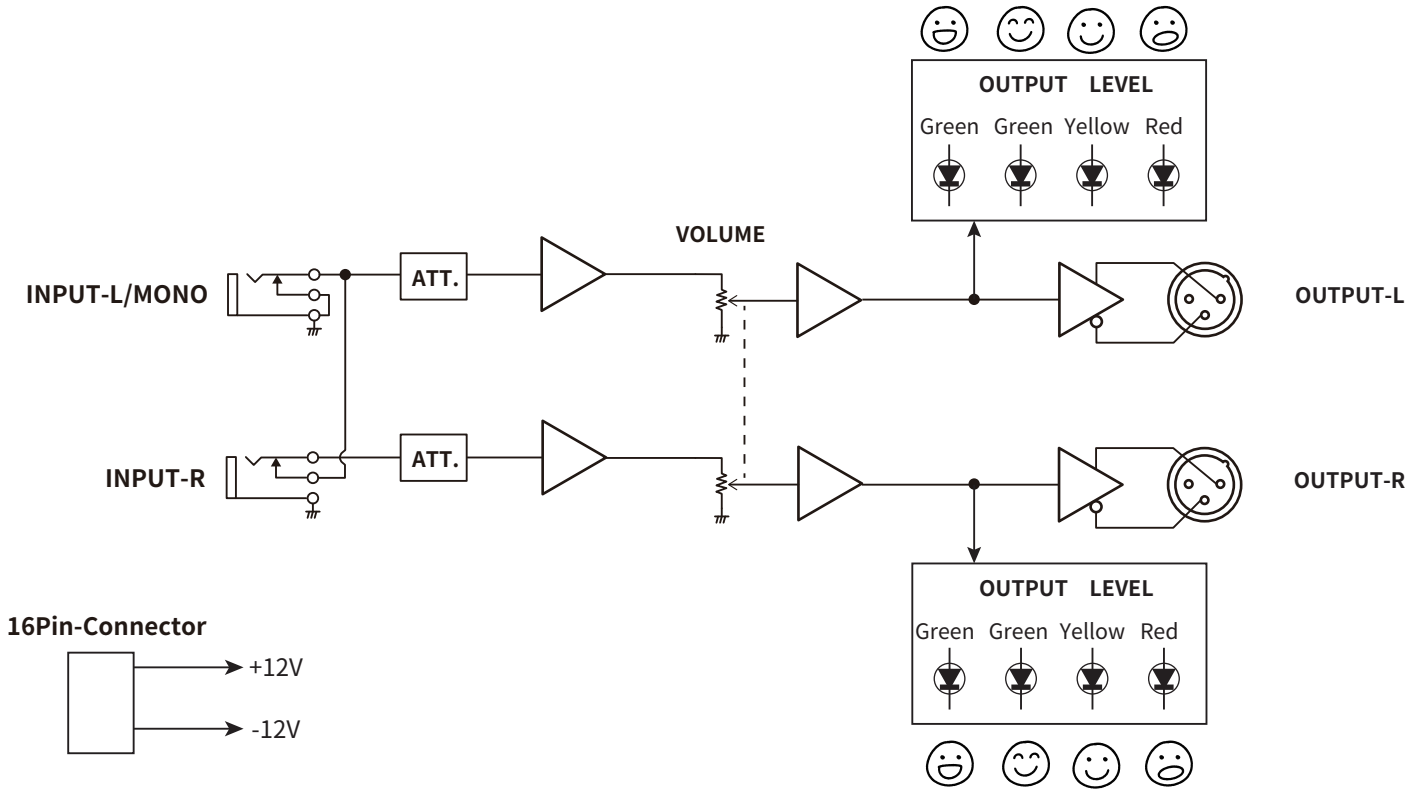 OUTPUT LEVEL
Green Green Yellow Red
VOLUME
INPUT-L/MONO
ATT.
OUTPUT-L
INPUT-R
ATT.
OUTPUT-R
OUTPUT LEVEL
Green Green Yellow Red
16Pin-Connector
+12V
-12V